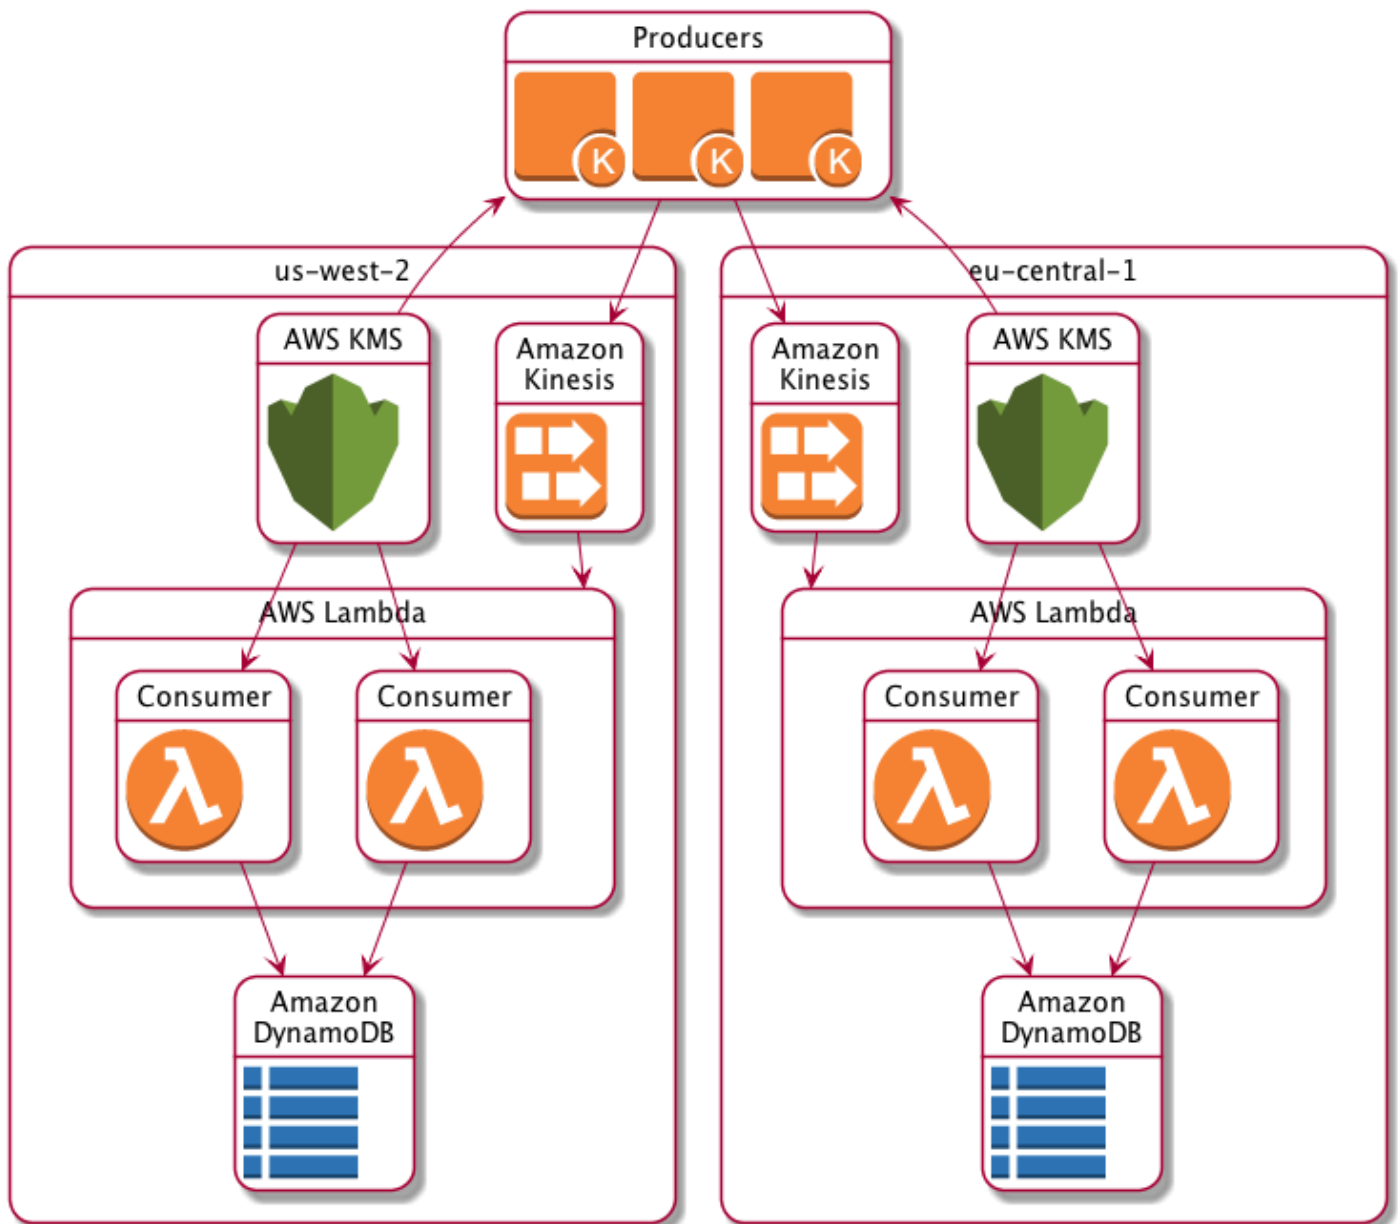 Producers
K K K
us-west-2
AWS KMS
Amazon
Kinesis
AWS Lambda
Consumer
Consumer
Amazon
DynamoDB
eu-central-1
Amazon
Kinesis
AWS KMS
AWS Lambda
Consumer
Consumer
Amazon
DynamoDB